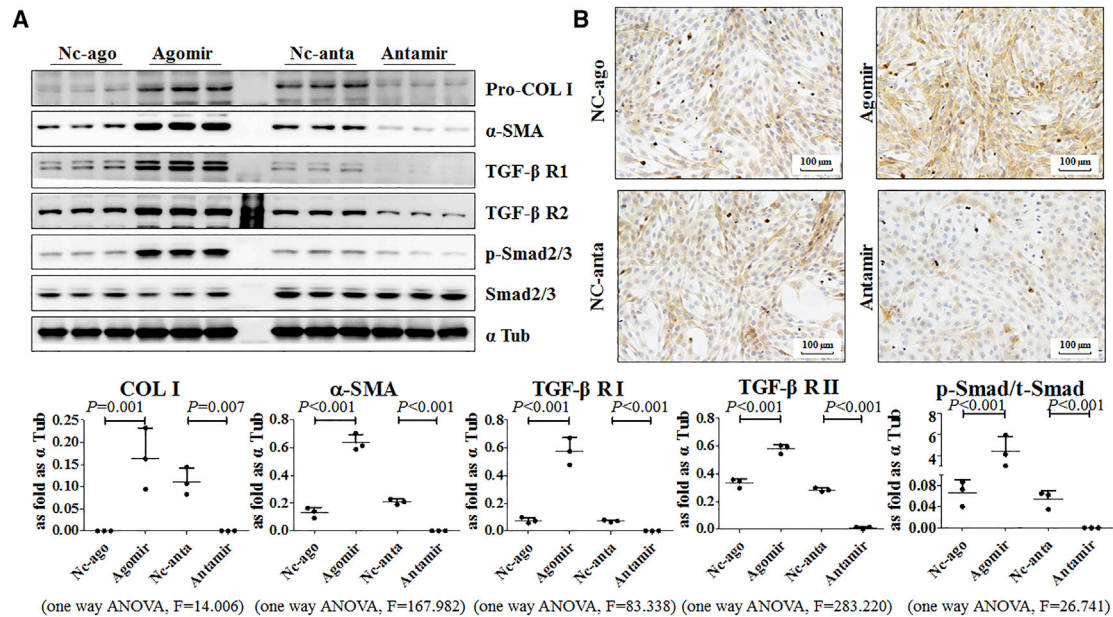 A
Nc-ago Agomir Nc-anta Antamir
Pro-COL I
α-SMA
TGF-β R1
TGF-β R2
p-Smad2/3
Smad2/3
α Tub
B
NC-ago
100 μm
Agomir
100 μm
NC-anta
100 μm
Antamir
100 μm
COL I
P=0.001 P=0.007
as fold as α Tub
0.25
0.20
0.15
0.10
0.05
0.00
Nc-ago Agomir Nc-anta Antamir
(one way ANOVA, F=14.006)
α-SMA
P<0.001 P<0.001
as fold as α Tub
0.8
0.6
0.4
0.2
0.0
Nc-ago Agomir Nc-anta Antamir
(one way ANOVA, F=167.982)
TGF-β R I
P<0.001 P<0.001
as fold as α Tub
0.8
0.6
0.4
0.2
0.0
Nc-ago Agomir Nc-anta Antamir
(one way ANOVA, F=83.338)
TGF-β R II
P<0.001 P<0.001
as fold as α Tub
0.8
0.6
0.4
0.2
0.0
Nc-ago Agomir Nc-anta Antamir
(one way ANOVA, F=283.220)
p-Smad/t-Smad
P<0.001 P<0.001
as fold as α Tub
8
6
4
2
0.08
0.04
0.00
Nc-ago Agomir Nc-anta Antamir
(one way ANOVA, F=26.741)